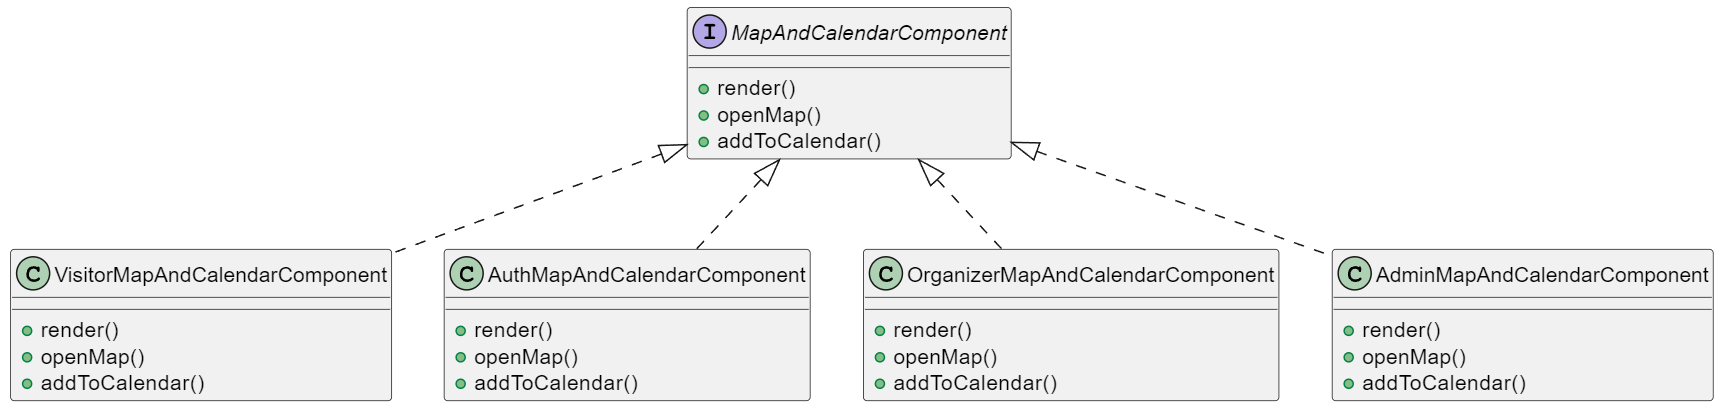 I MapAndCalendarComponent
render()
openMap()
addToCalendar()
C VisitorMapAndCalendarComponent
render()
openMap()
addToCalendar()
C AuthMapAndCalendarComponent
render()
openMap()
addToCalendar()
C OrganizerMapAndCalendarComponent
render()
openMap()
addToCalendar()
C AdminMapAndCalendarComponent
render()
openMap()
addToCalendar()